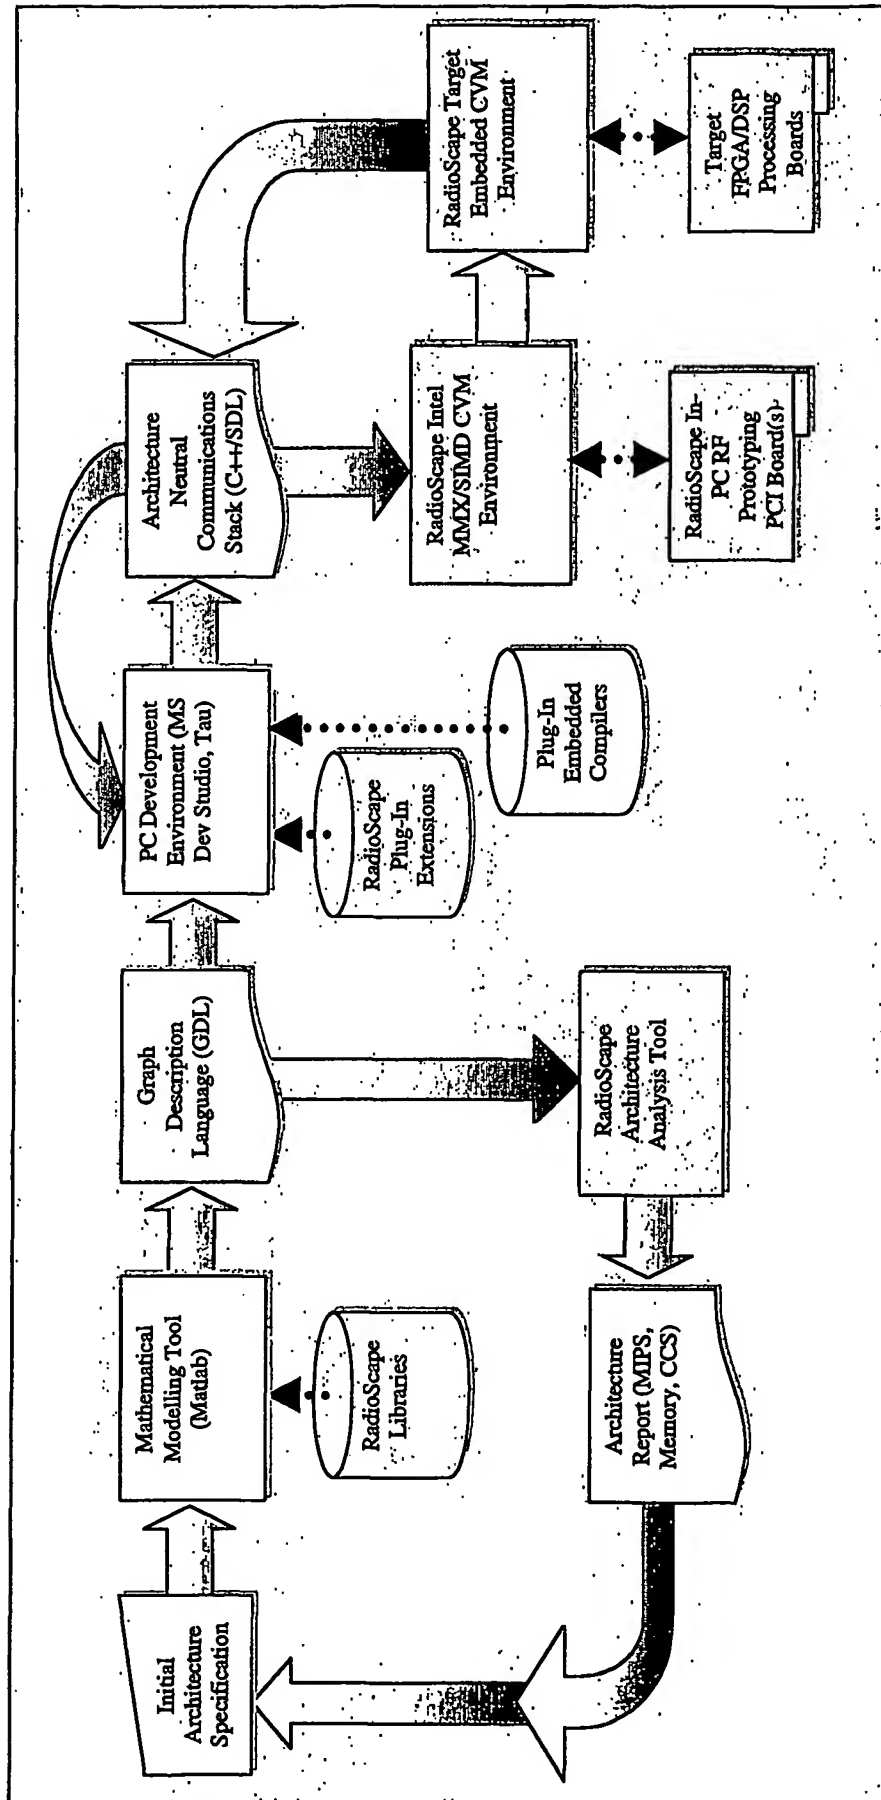 Initial
Architecture
Specification
Mathematical
Modelling Tool
(Matlab)
Graph
Description
Language (GDL)
PC Development
Environment (MS
Dev Studio, Tau)
Architecture
Neutral
Communications
Stack (C++/SDL)
RadioScape
Libraries
RadioScape
Plug-In
Extensions
Plug-In
Embedded
Compilers
RadioScape Intel
MMX/SIMD CVM
Environment
RadioScape Target
Embedded CVM
Environment
Architecture
Report (MIPS,
Memory, CCS)
RadioScape
Architecture
Analysis Tool
RadioScape In-
PC RF
Prototyping
PCI Board(s)
Target
FPGA/DSP
Processing
Boards